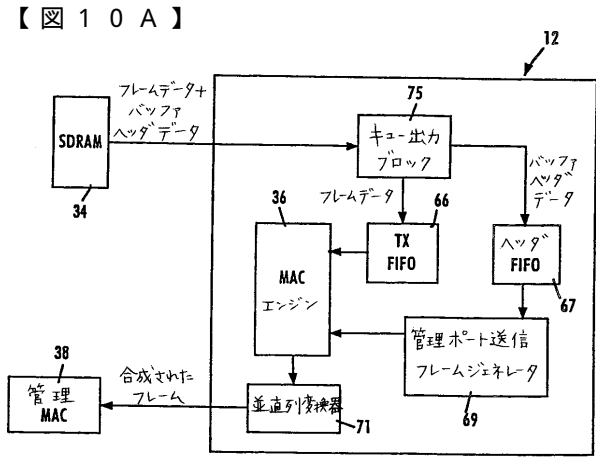 【図10A】
12
フレームデータ+
バッファ
ヘッダデータ
SDRAM
34
75
キュー出力
ブロック
バッファ
ヘッダ
データ
フレームデータ
36
MAC
エンジン
66
TX
FIFO
ヘッダ
FIFO
67
管理ポート送信
フレームジェネレータ
69
38
管理
MAC
合成された
フレーム
並直列変換器
71